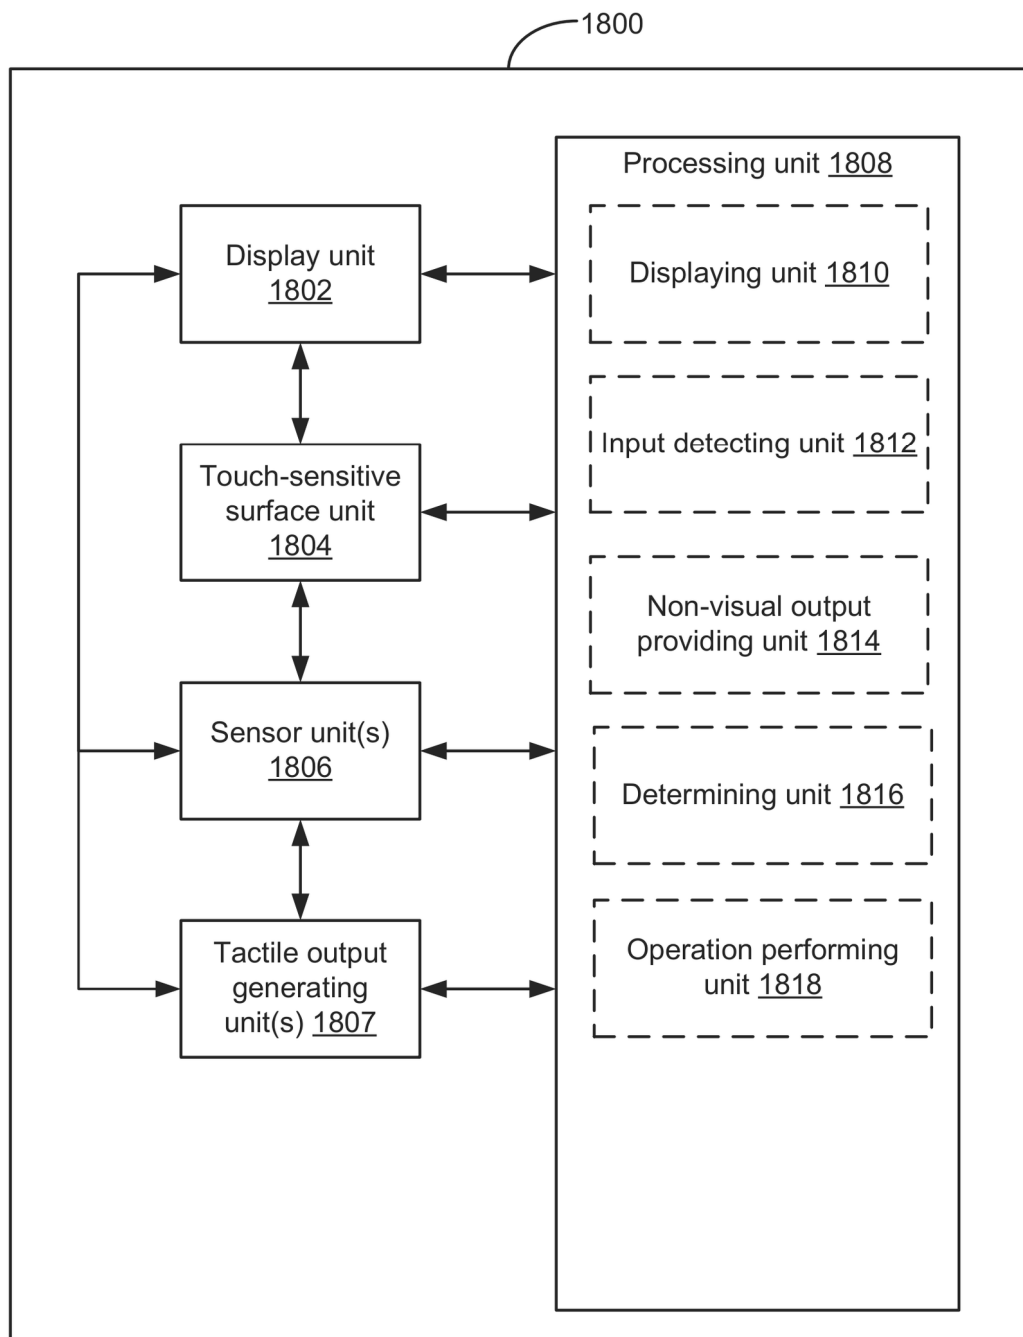 1800
Processing unit 1808
Display unit
1802
Displaying unit 1810
Touch-sensitive
surface unit
1804
Input detecting unit 1812
Non-visual output
providing unit 1814
Sensor unit(s)
1806
Determining unit 1816
Tactile output
generating
unit(s) 1807
Operation performing
unit 1818